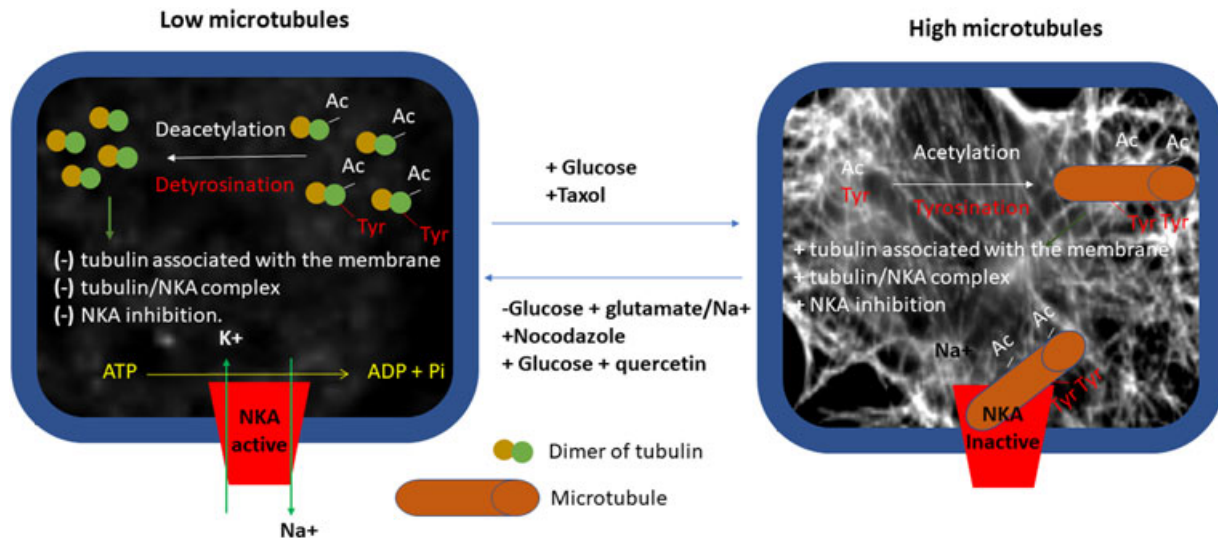 Low microtubules
High microtubules
Ac
Deacetylation
Ac
Ac
Ac
Detyrosination
Tyr
Tyr
(-) tubulin associated with the membrane
(-) tubulin/NKA complex
(-) NKA inhibition.
K+
ATP
ADP + Pi
NKA
active
Na+
+ Glucose
+Taxol
-Glucose + glutamate/Na+
+Nocodazole
+ Glucose + quercetin
Dimer of tubulin
Microtubule
Ac
Ac
Ac
Acetylation
Tyr
Tyrosination
Tyr Tyr
+ tubulin associated with the membrane
+ tubulin/NKA complex
+ NKA inhibition
Ac
Na+
Ac
Tyr Tyr
NKA
Inactive